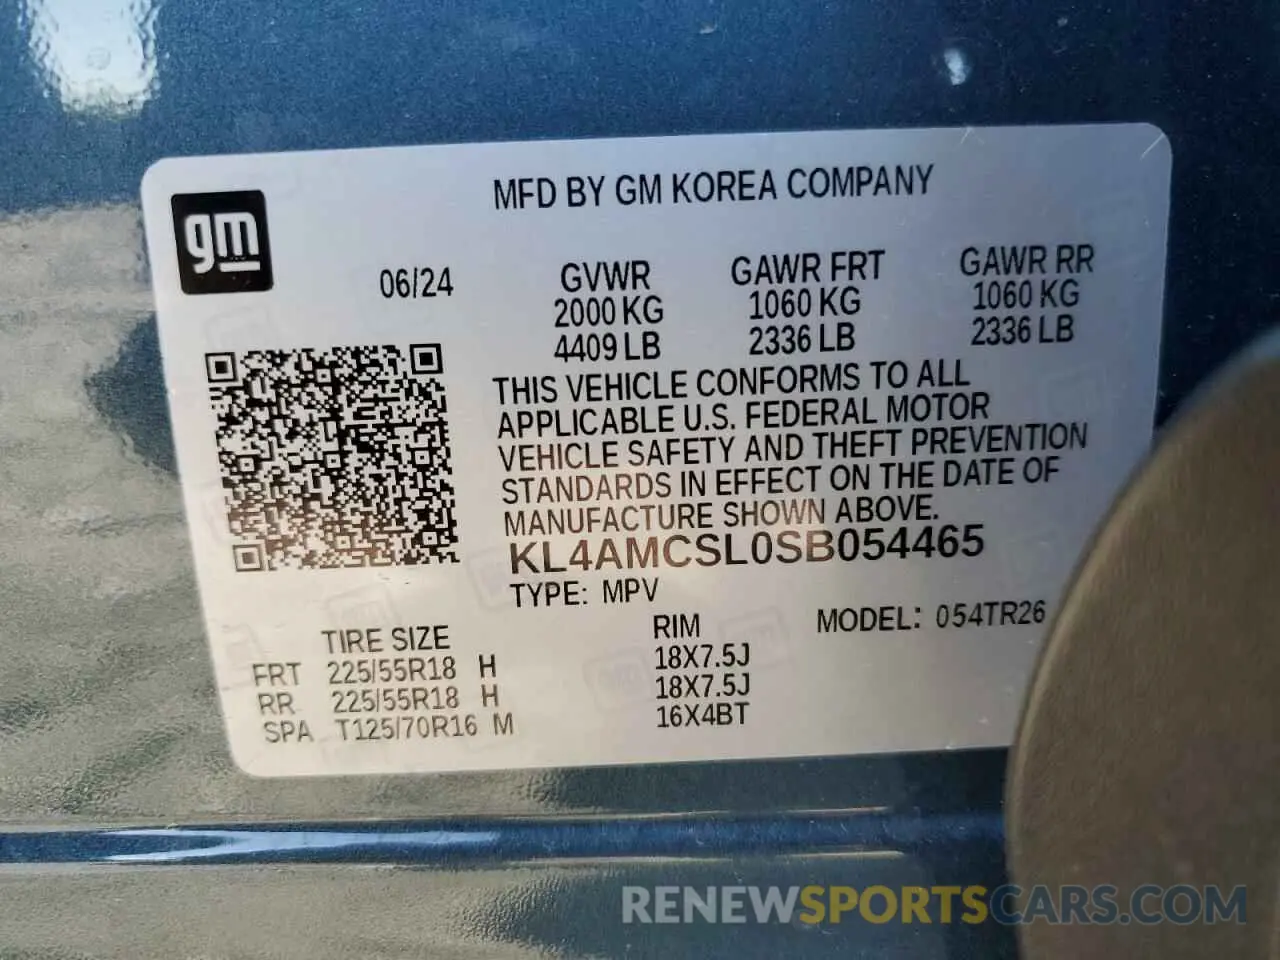 gm
MFD BY GM KOREA COMPANY
06/24
GVWR GAWR FRT GAWR RR
2000 KG 1060 KG 1060 KG
4409 LB 2336 LB 2336 LB
THIS VEHICLE CONFORMS TO ALL
APPLICABLE U.S. FEDERAL MOTOR
VEHICLE SAFETY AND THEFT PREVENTION
STANDARDS IN EFFECT ON THE DATE OF
MANUFACTURE SHOWN ABOVE.
KL4AMCSL0SB054465
TYPE: MPV
TIRE SIZE RIM MODEL: 054TR26
FRT 225/55R18 H 18X7.5J
RR 225/55R18 H 18X7.5J
SPA T125/70R16 M 16X4BT
RENEWSPORTSCARS.COM